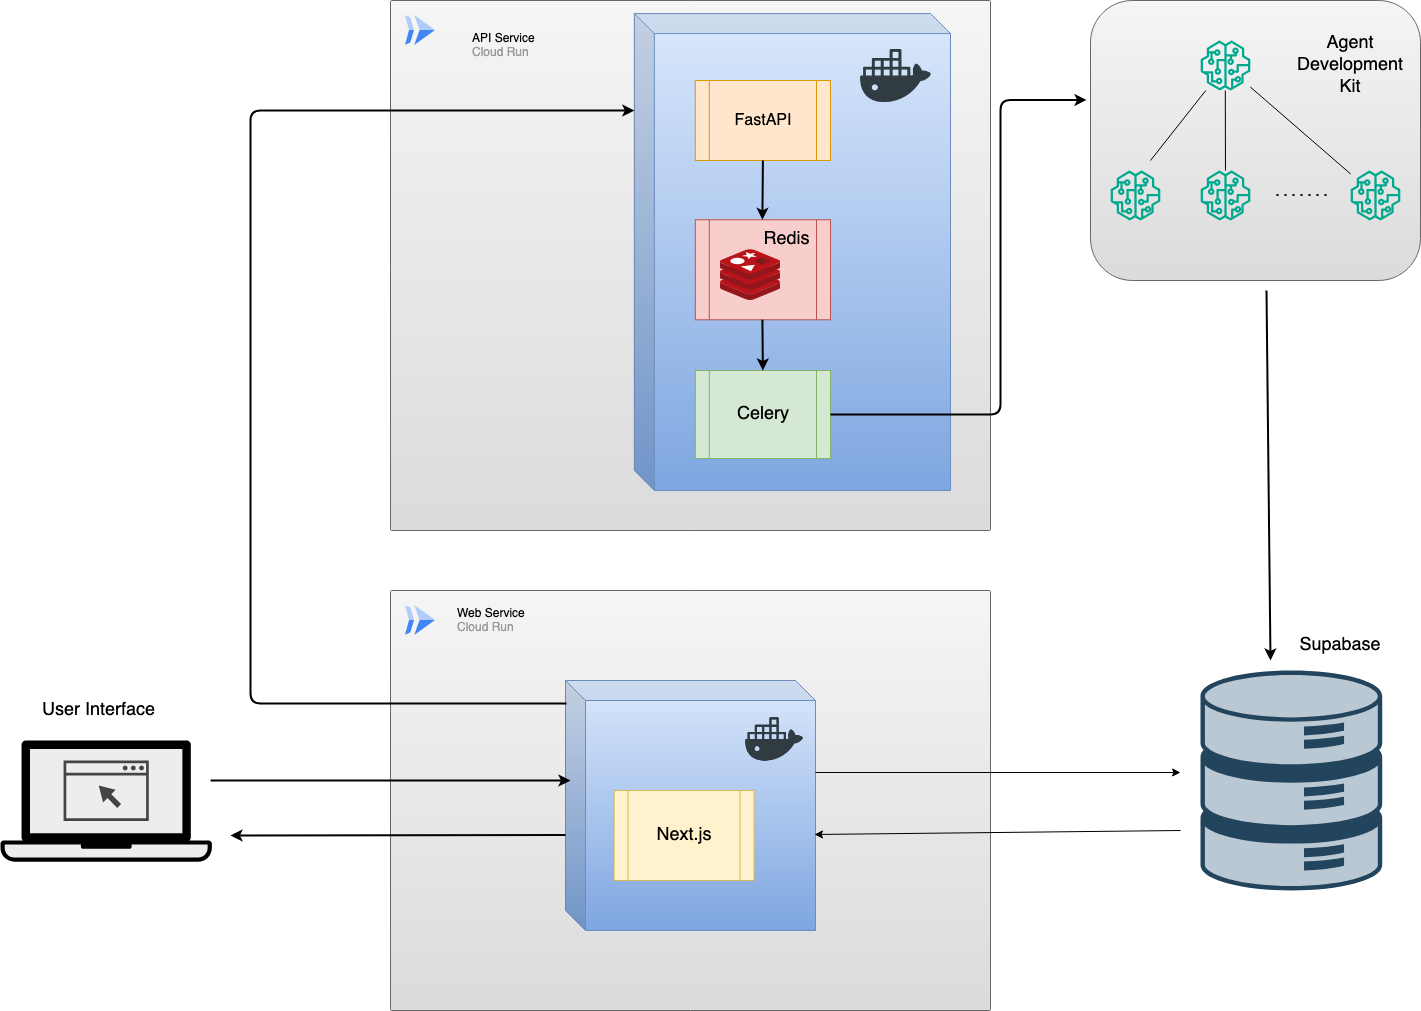 API Service
Cloud Run
FastAPI
Redis
Celery
Agent
Development
Kit
Web Service
Cloud Run
Next.js
User Interface
Supabase